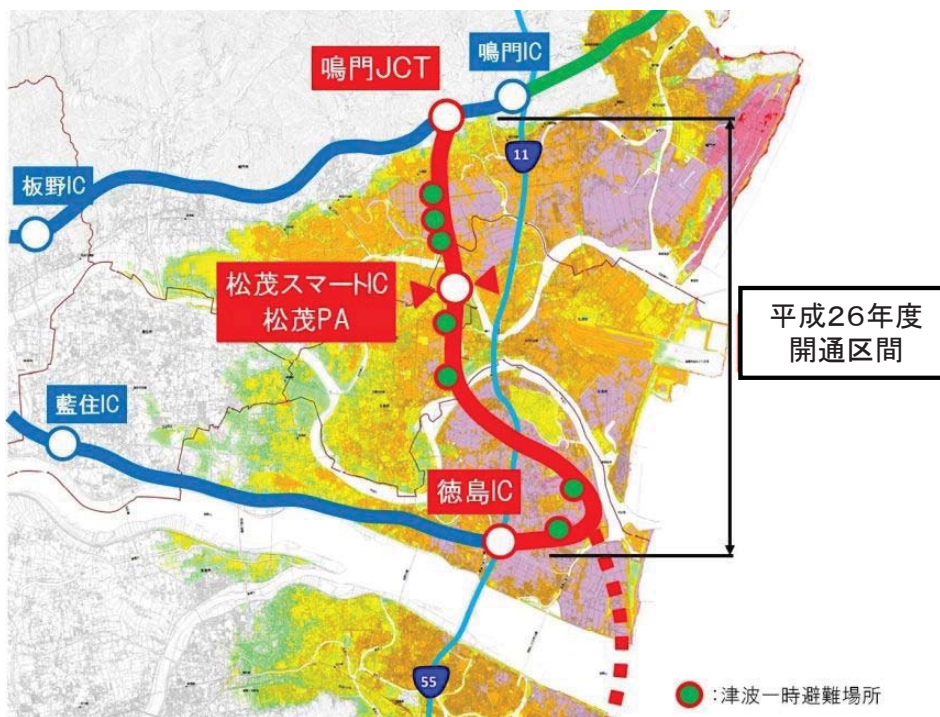 鳴門JCT
鳴門IC
11
板野IC
松茂スマートIC
松茂PA
平成26年度
開通区間
藍住IC
徳島IC
55
:津波一時避難場所